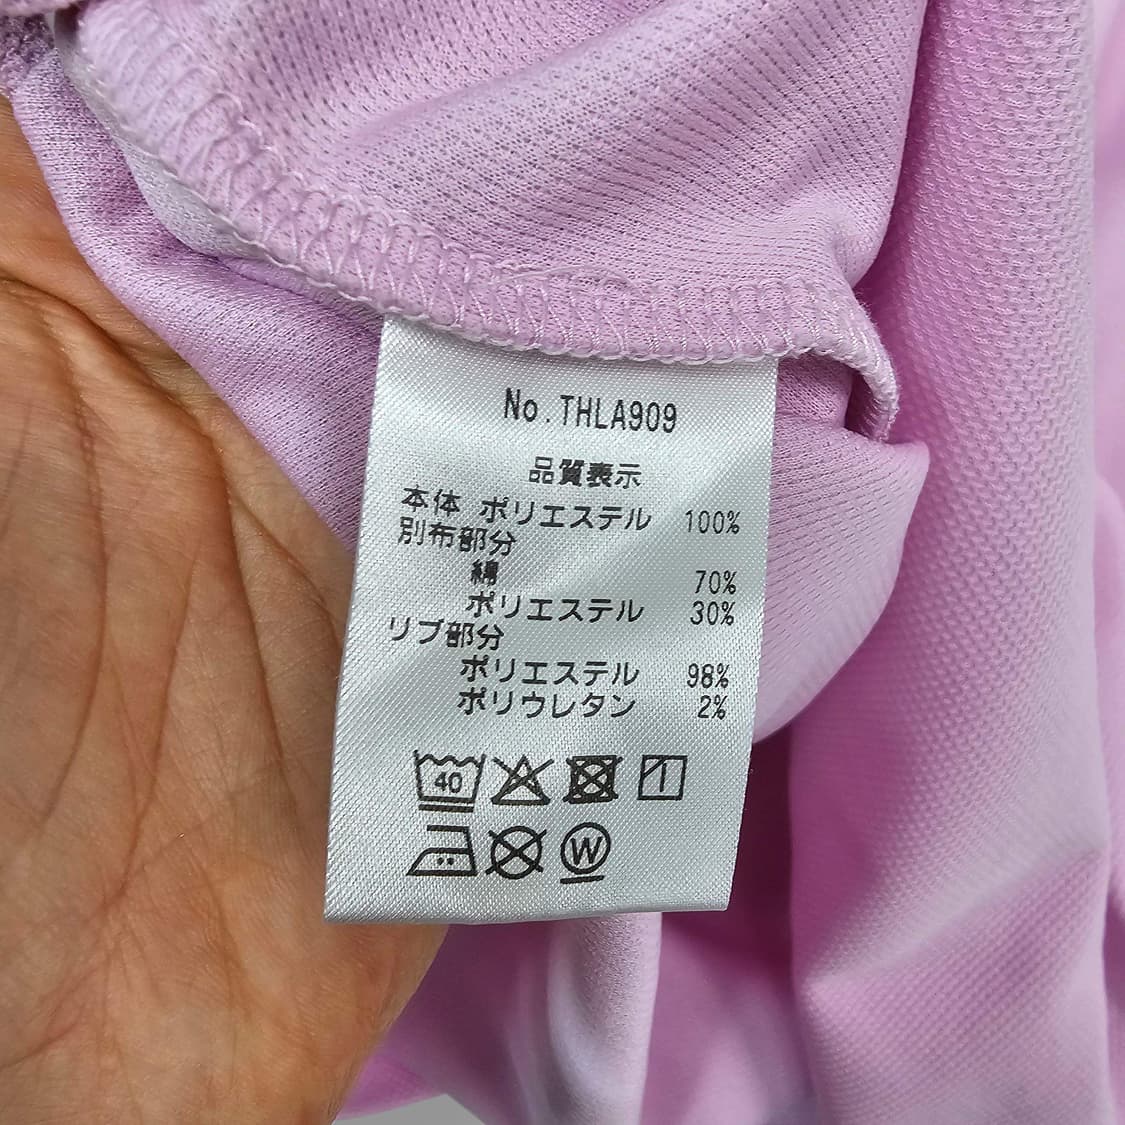 No.THLA909
品質表示
本体 ポリエステル 100%
別布部分
綿 70%
ポリエステル 30%
リブ部分
ポリエステル 98%
ポリウレタン 2%
40
W